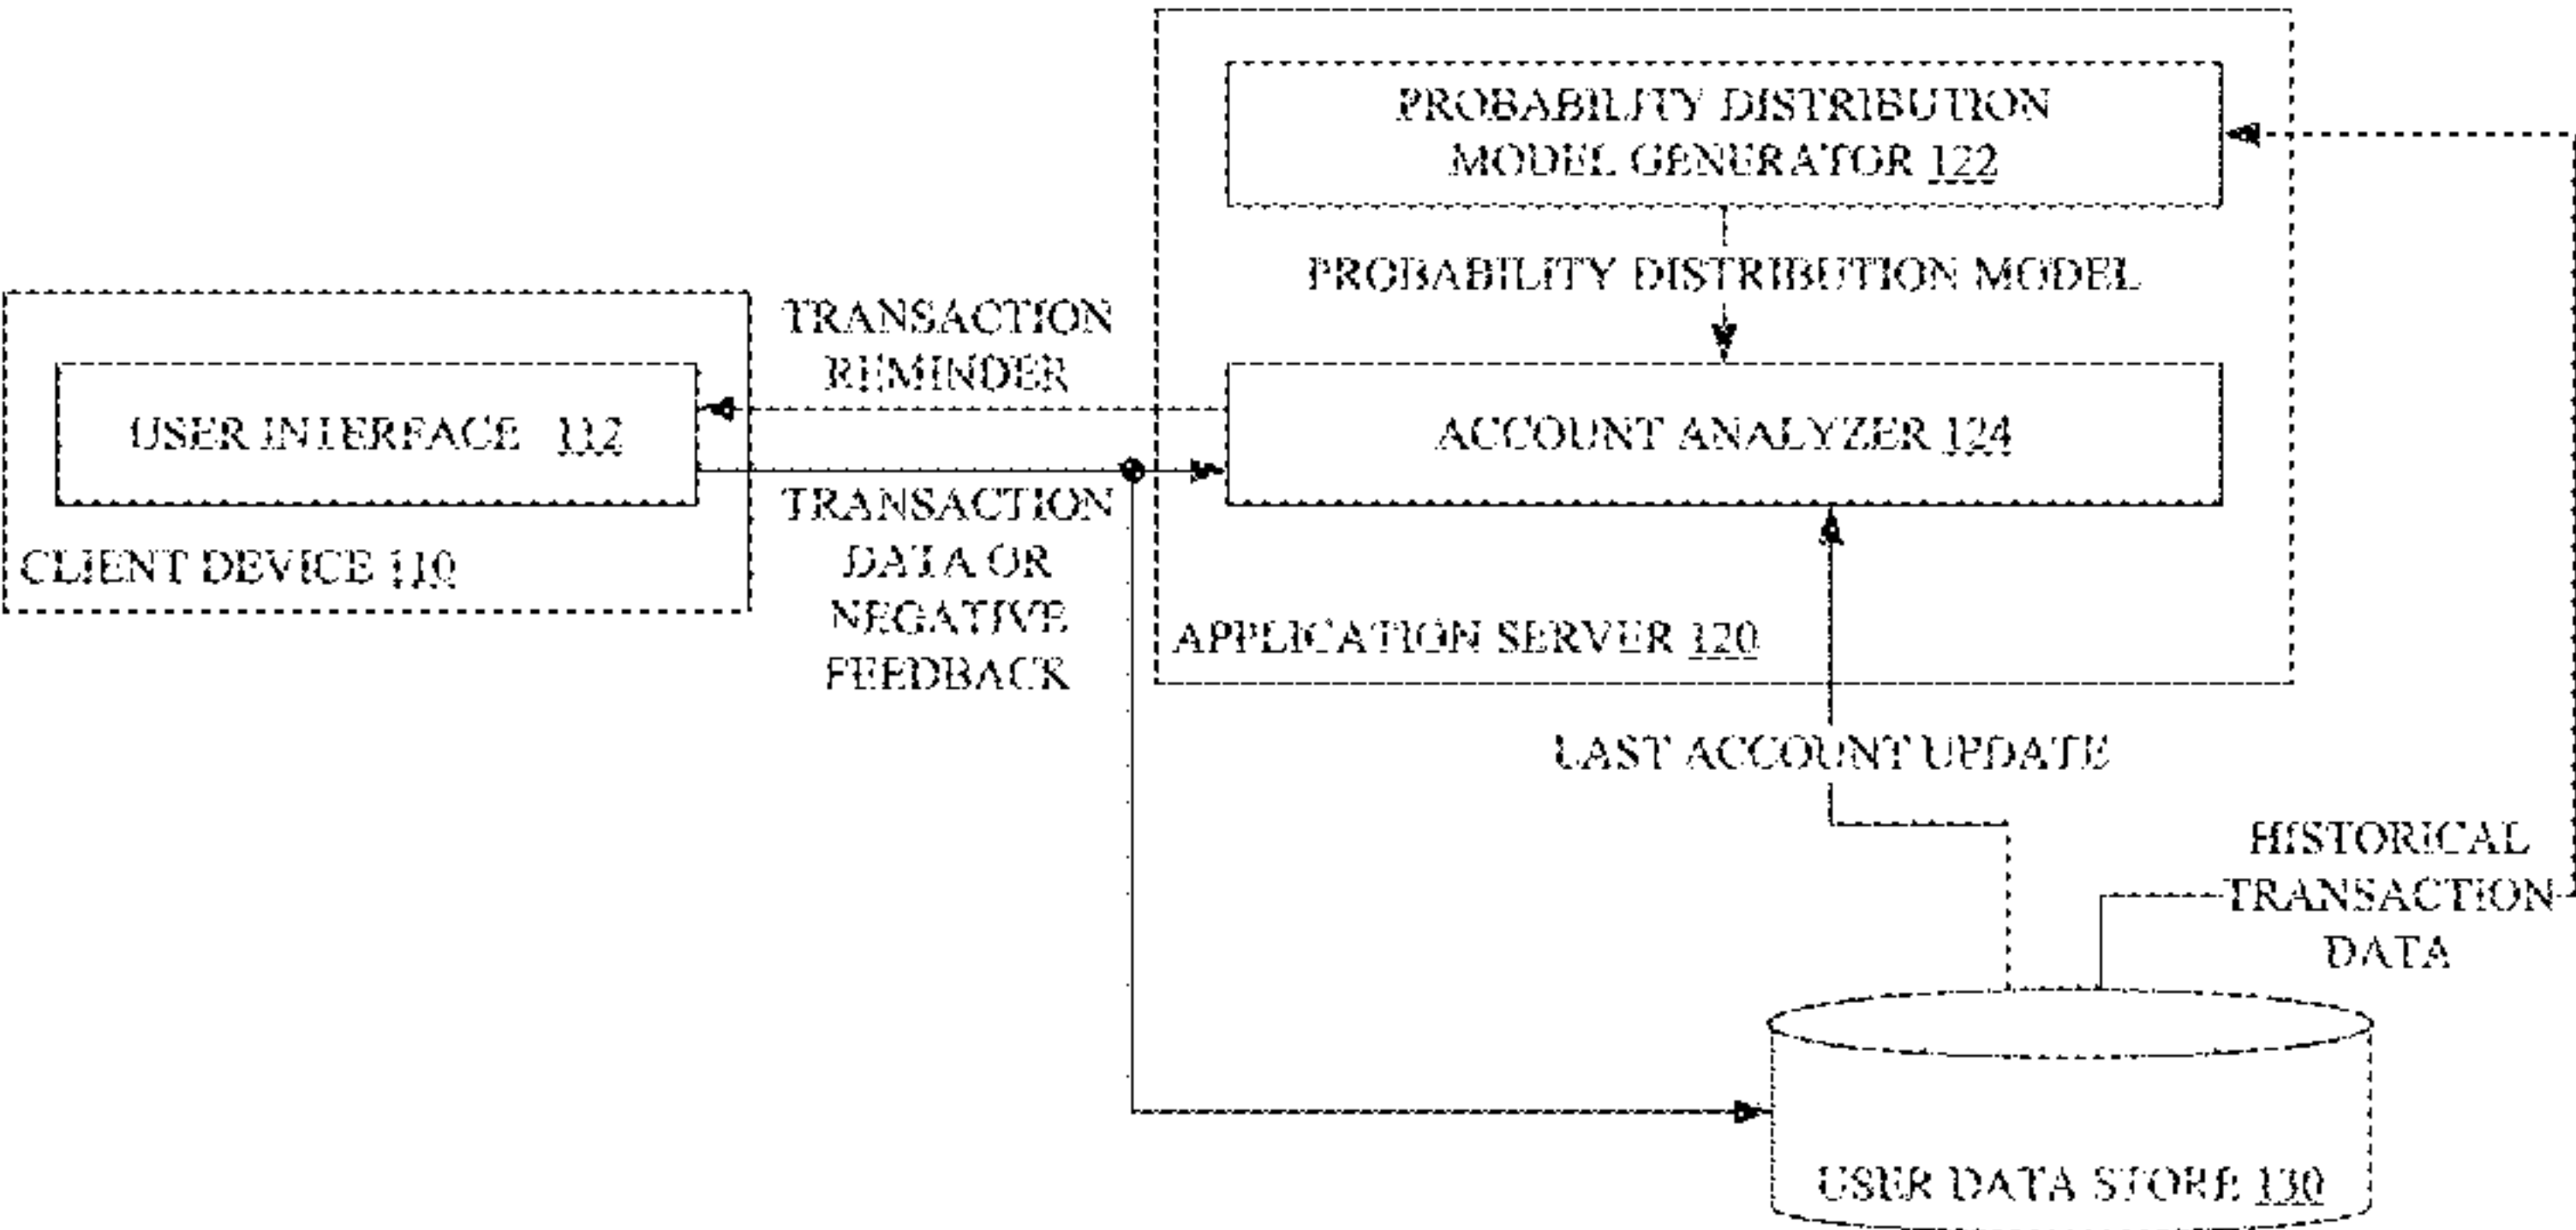 PROBABILITY DISTRIBUTION
MODEL GENERATOR 122
PROBABILITY DISTRIBUTION MODEL
TRANSACTION
REMINDER
USER INTERFACE 112
ACCOUNT ANALYZER 124
TRANSACTION
DATA OR
NEGATIVE
FEEDBACK
CLIENT DEVICE 110
APPLICATION SERVER 120
LAST ACCOUNT UPDATE
HISTORICAL
TRANSACTION
DATA
USER DATA STORE 130